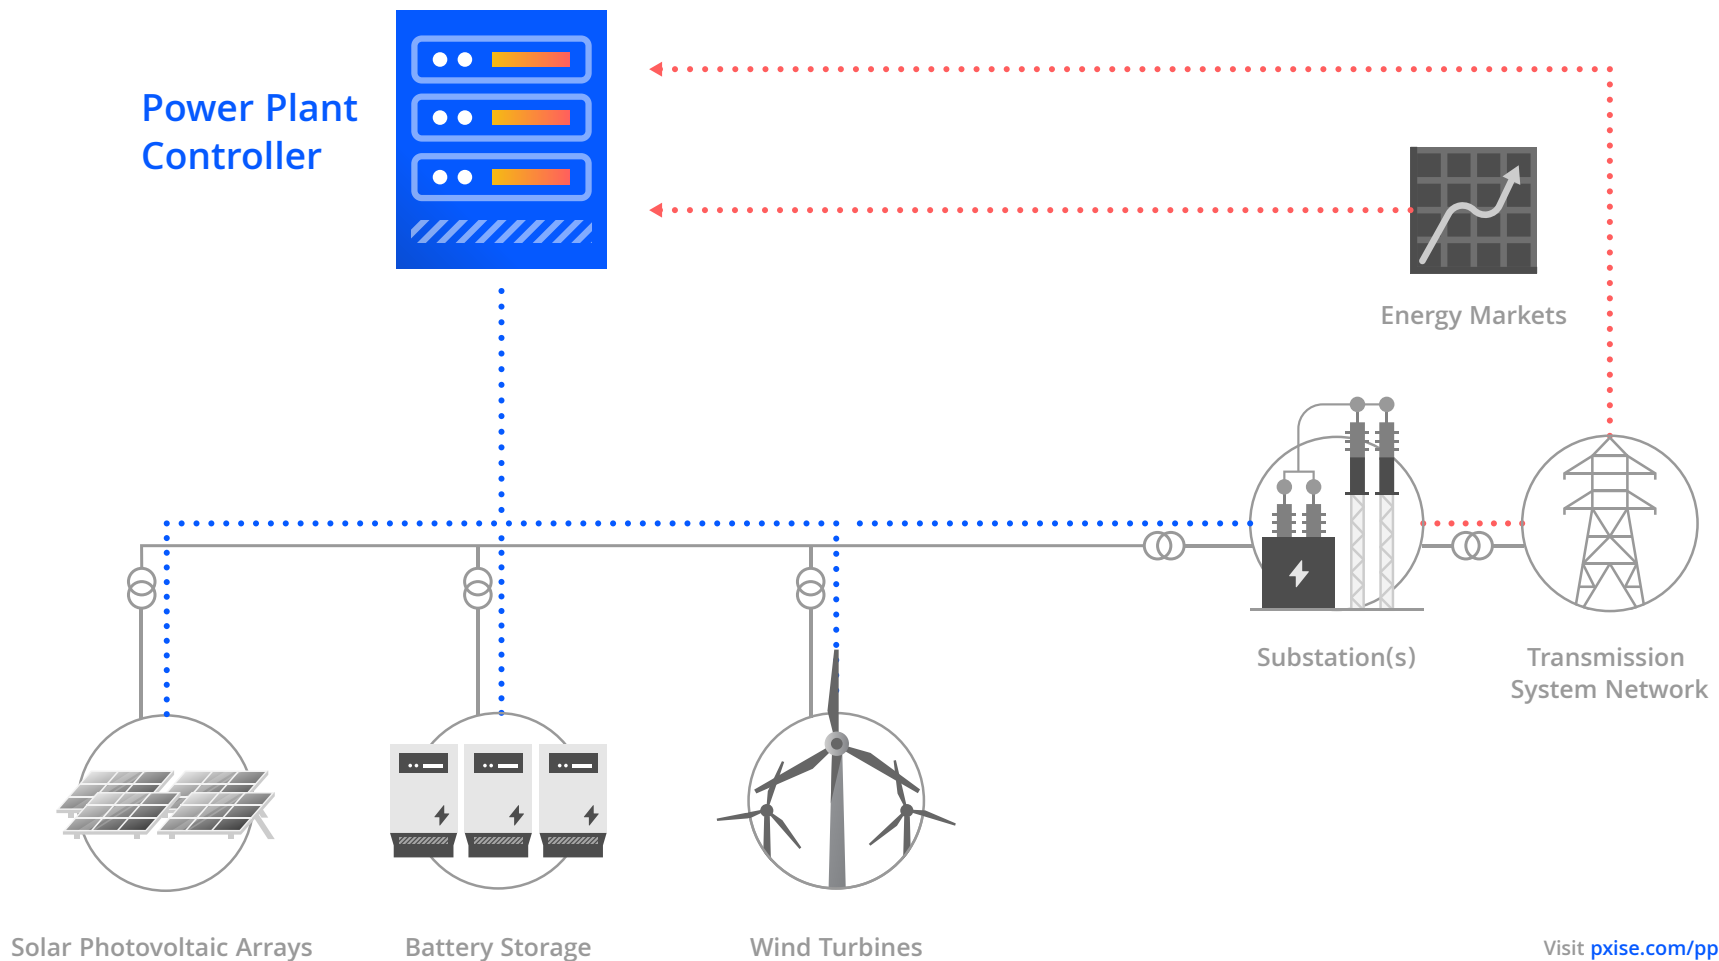 Power Plant
Controller
Energy Markets
Substation(s)
Transmission
System Network
Solar Photovoltaic Arrays
Battery Storage
Wind Turbines
Visit pxise.com/pp